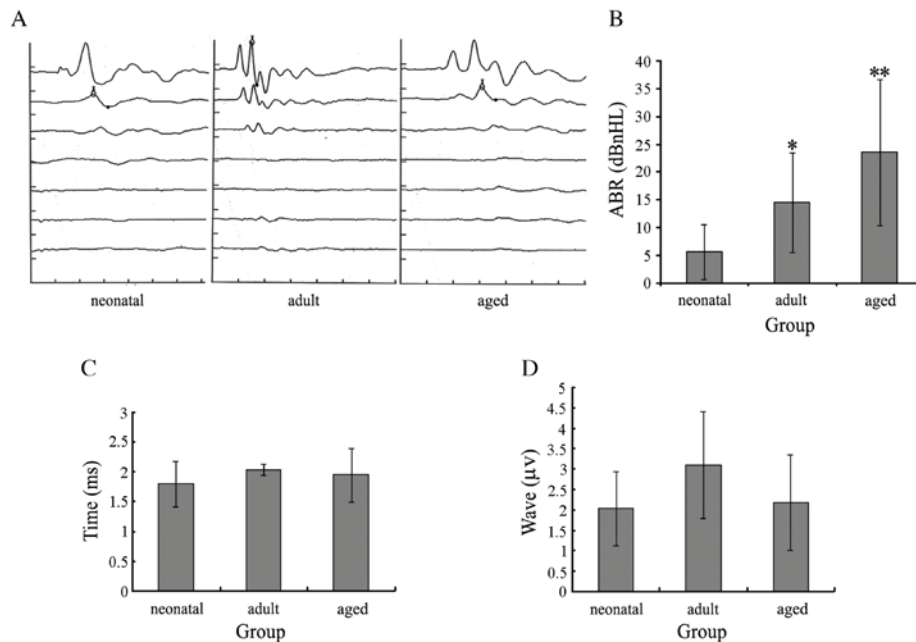 A
neonatal
adult
aged
B
ABR (dBnHL)
40
35
30
25
20
15
10
5
0
*
**
neonatal adult aged
Group
C
Time (ms)
3
2.5
2
1.5
1
0.5
0
neonatal adult aged
Group
D
Wave (μv)
5
4.5
4
3.5
3
2.5
2
1.5
1
0.5
0
neonatal adult aged
Group